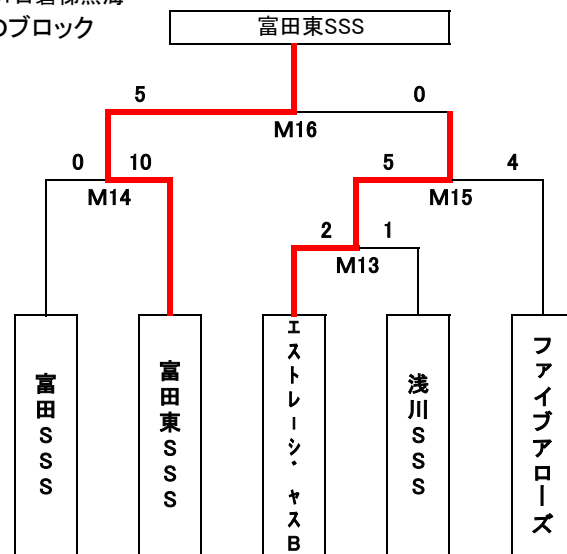 のブロック
富田東SSS
5
0
M16
0
10
5
4
M14
M15
2
1
M13
富田SSS
富田東SSS
エストレーシ゛ャスB
浅川SSS
ファイブアローズ